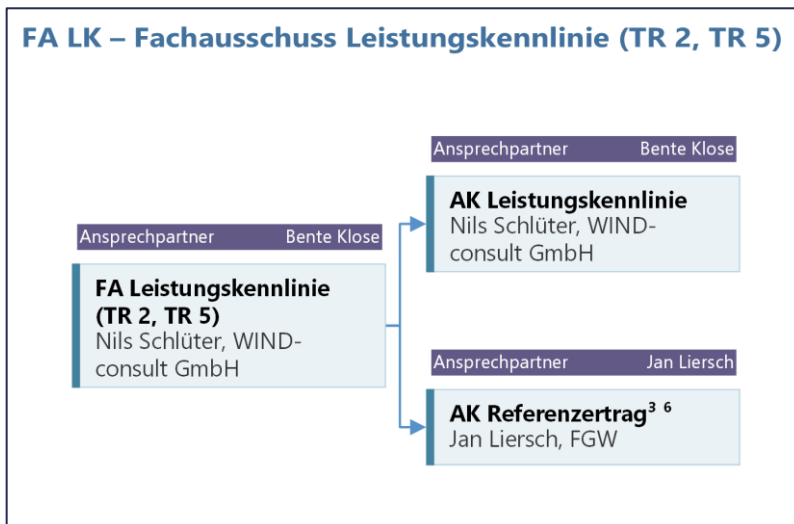 FA LK – Fachausschuss Leistungskennlinie (TR 2, TR 5)
Ansprechpartner Bente Klose
FA Leistungskennlinie
(TR 2, TR 5)
Nils Schlüter, WIND-
consult GmbH
Ansprechpartner Bente Klose
AK Leistungskennlinie
Nils Schlüter, WIND-
consult GmbH
Ansprechpartner Jan Liersch
AK Referenzertrag³ ⁶
Jan Liersch, FGW